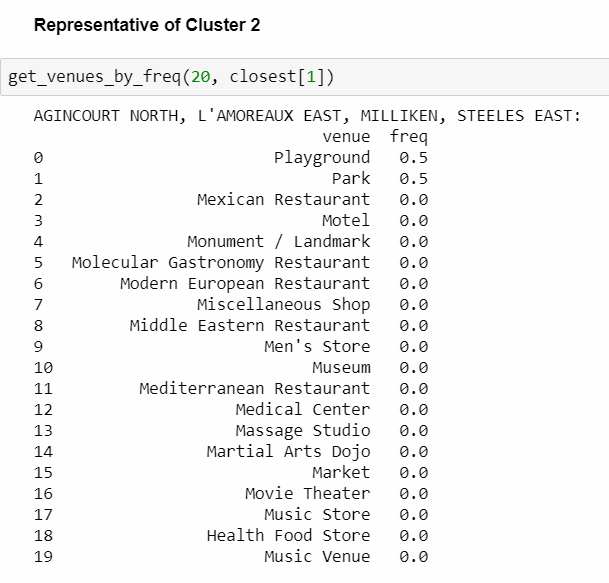 Representative of Cluster 2
get_venues_by_freq(20, closest[1])
AGINCOURT NORTH, L'AMOREAUX EAST, MILLIKEN, STEELES EAST:
venue freq
0 Playground 0.5
1 Park 0.5
2 Mexican Restaurant 0.0
3 Motel 0.0
4 Monument / Landmark 0.0
5 Molecular Gastronomy Restaurant 0.0
6 Modern European Restaurant 0.0
7 Miscellaneous Shop 0.0
8 Middle Eastern Restaurant 0.0
9 Men's Store 0.0
10 Museum 0.0
11 Mediterranean Restaurant 0.0
12 Medical Center 0.0
13 Massage Studio 0.0
14 Martial Arts Dojo 0.0
15 Market 0.0
16 Movie Theater 0.0
17 Music Store 0.0
18 Health Food Store 0.0
19 Music Venue 0.0